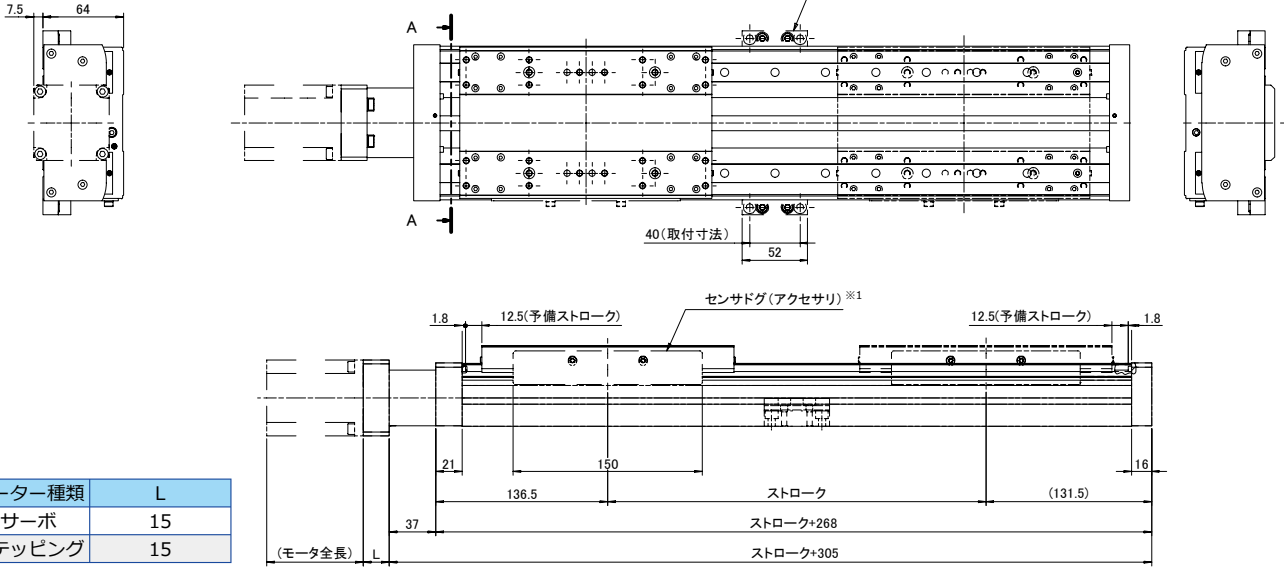 7.5
64
A
A
40(取付寸法)
52
センサドグ(アクセサリ) ※1
1.8
12.5(予備ストローク)
12.5(予備ストローク)
1.8
21
150
16
136.5
ストローク
(131.5)
37
ストローク+268
(モータ全長)
L
ストローク+305
ーター種類
L
サーボ
15
テッピング
15